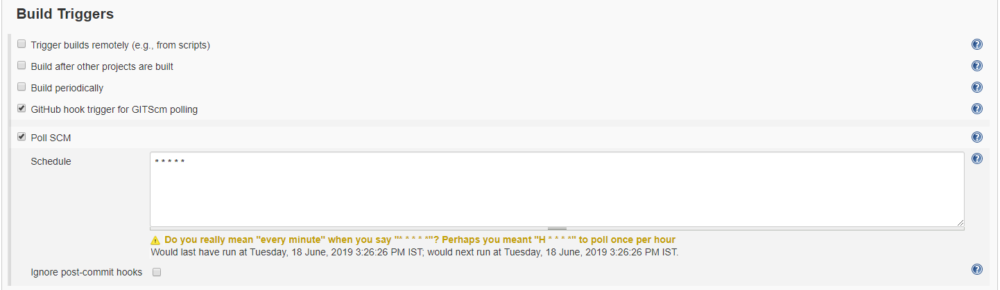 Build Triggers
Trigger builds remotely (e.g., from scripts)
Build after other projects are built
Build periodically
GitHub hook trigger for GITScm polling
Poll SCM
Schedule
* * * * *
Do you really mean "every minute" when you say "* * * * *"? Perhaps you meant "H * * * *" to poll once per hour
Would last have run at Tuesday, 18 June, 2019 3:26:26 PM IST; would next run at Tuesday, 18 June, 2019 3:26:26 PM IST.
Ignore post-commit hooks